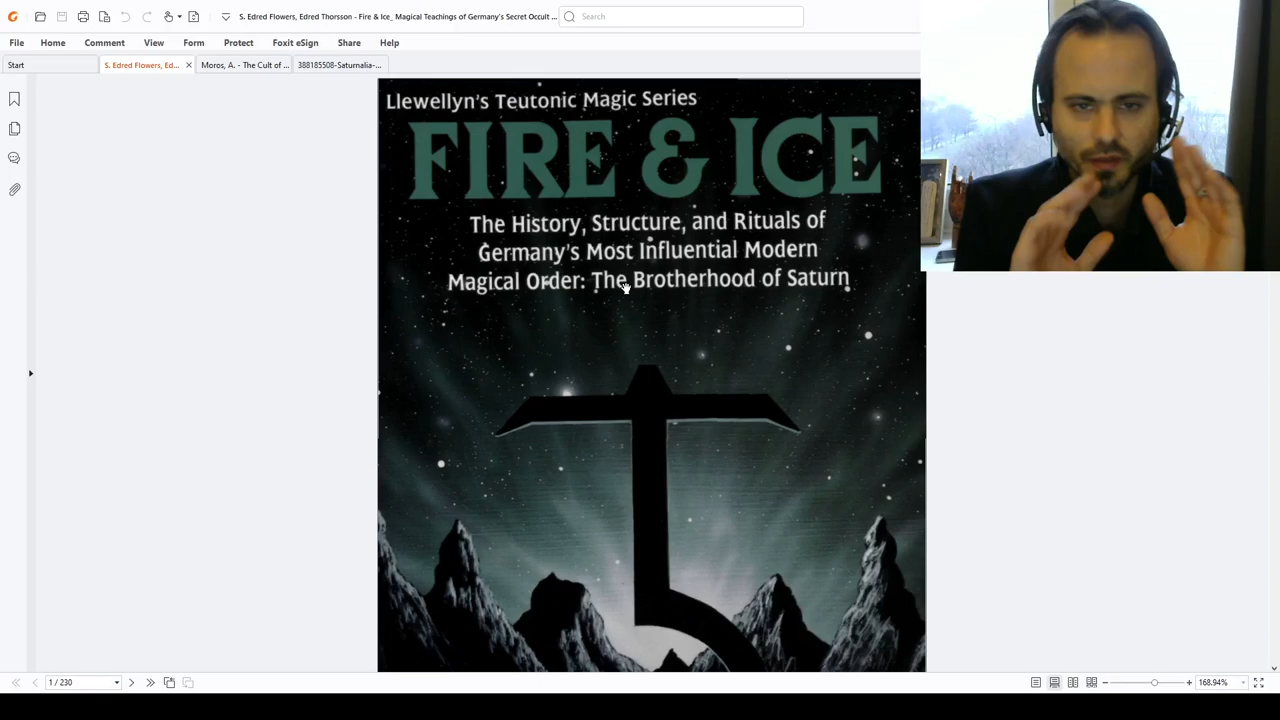 S. Edred Flowers, Edred Thorsson - Fire & Ice_ Magical Teachings of Germany's Secret Occult ...
Search
File Home Comment View Form Protect Foxit eSign Share Help
Start
S. Edred Flowers, Ed...
Moros, A. - The Cult of ...
388185508-Saturnalia-...
Llewellyn's Teutonic Magic Series
FIRE & ICE
The History, Structure, and Rituals of
Germany's Most Influential Modern
Magical Order: The Brotherhood of Saturn
1 / 230
168.94%